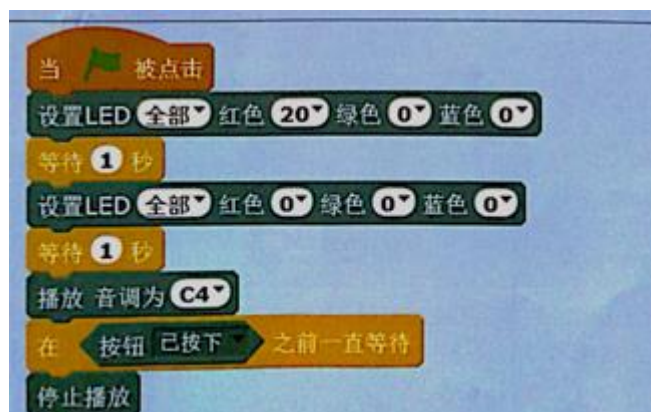 当 被点击
设置LED 全部 红色 20 绿色 0 蓝色 0
等待 1 秒
设置LED 全部 红色 0 绿色 0 蓝色 0
等待 1 秒
播放 音调为 C4
在 按钮 已按下 之前一直等待
停止播放